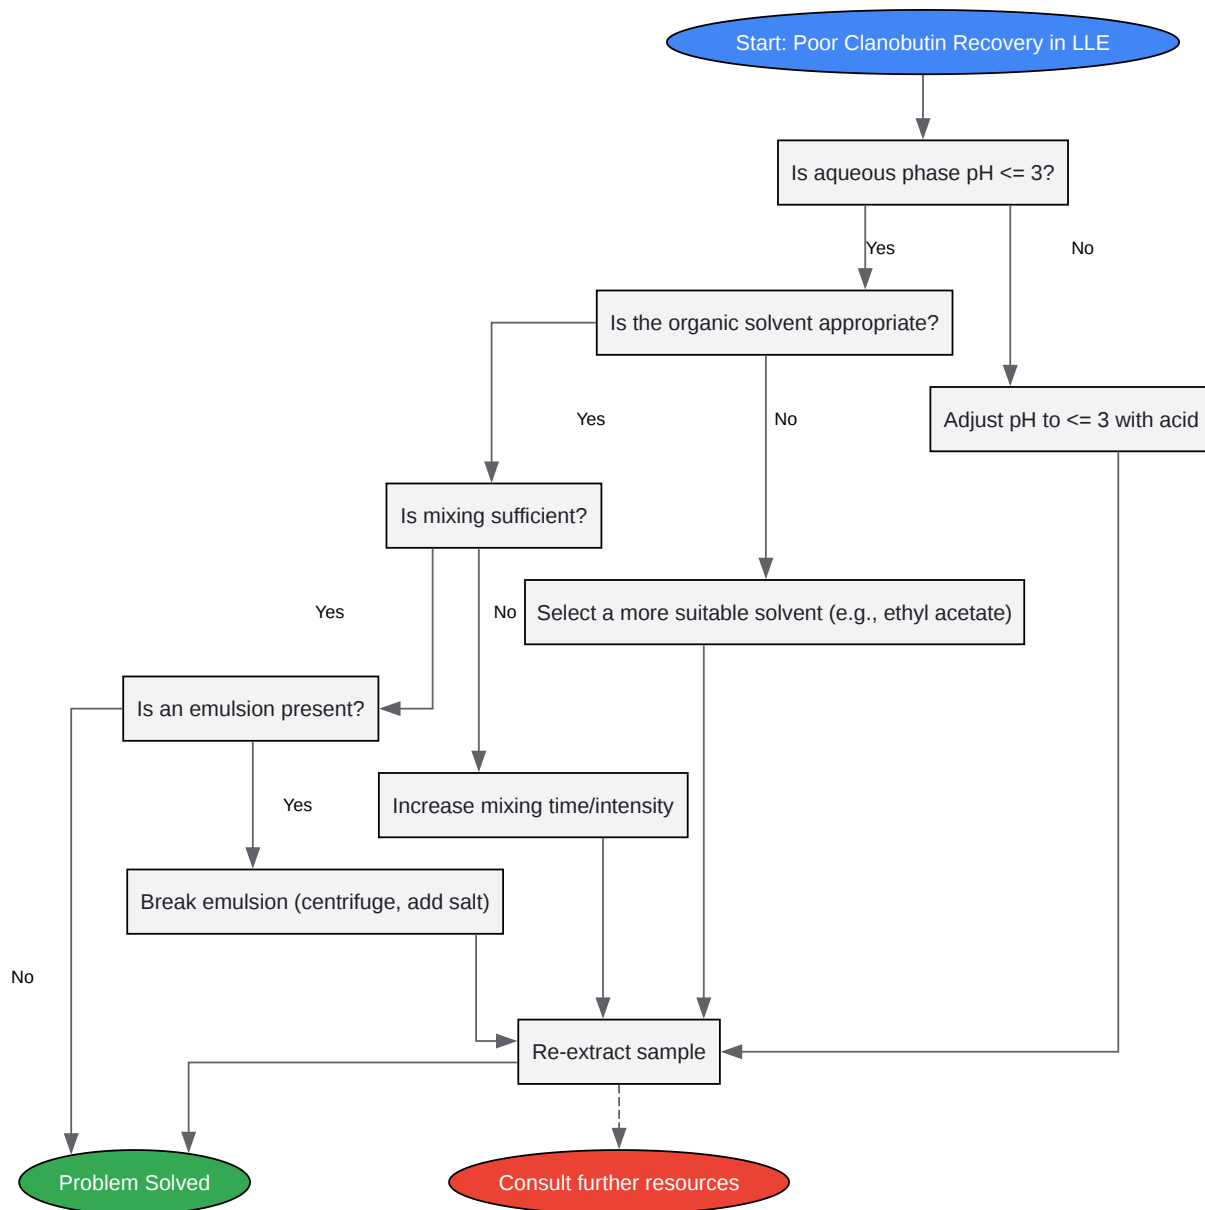 Start: Poor Clanobutin Recovery in LLE
Is aqueous phase pH <= 3?
Yes
No
Is the organic solvent appropriate?
Yes
No
Adjust pH to <= 3 with acid
Is mixing sufficient?
Yes
No
Select a more suitable solvent (e.g., ethyl acetate)
Is an emulsion present?
Yes
Increase mixing time/intensity
Break emulsion (centrifuge, add salt)
No
Re-extract sample
Problem Solved
Consult further resources